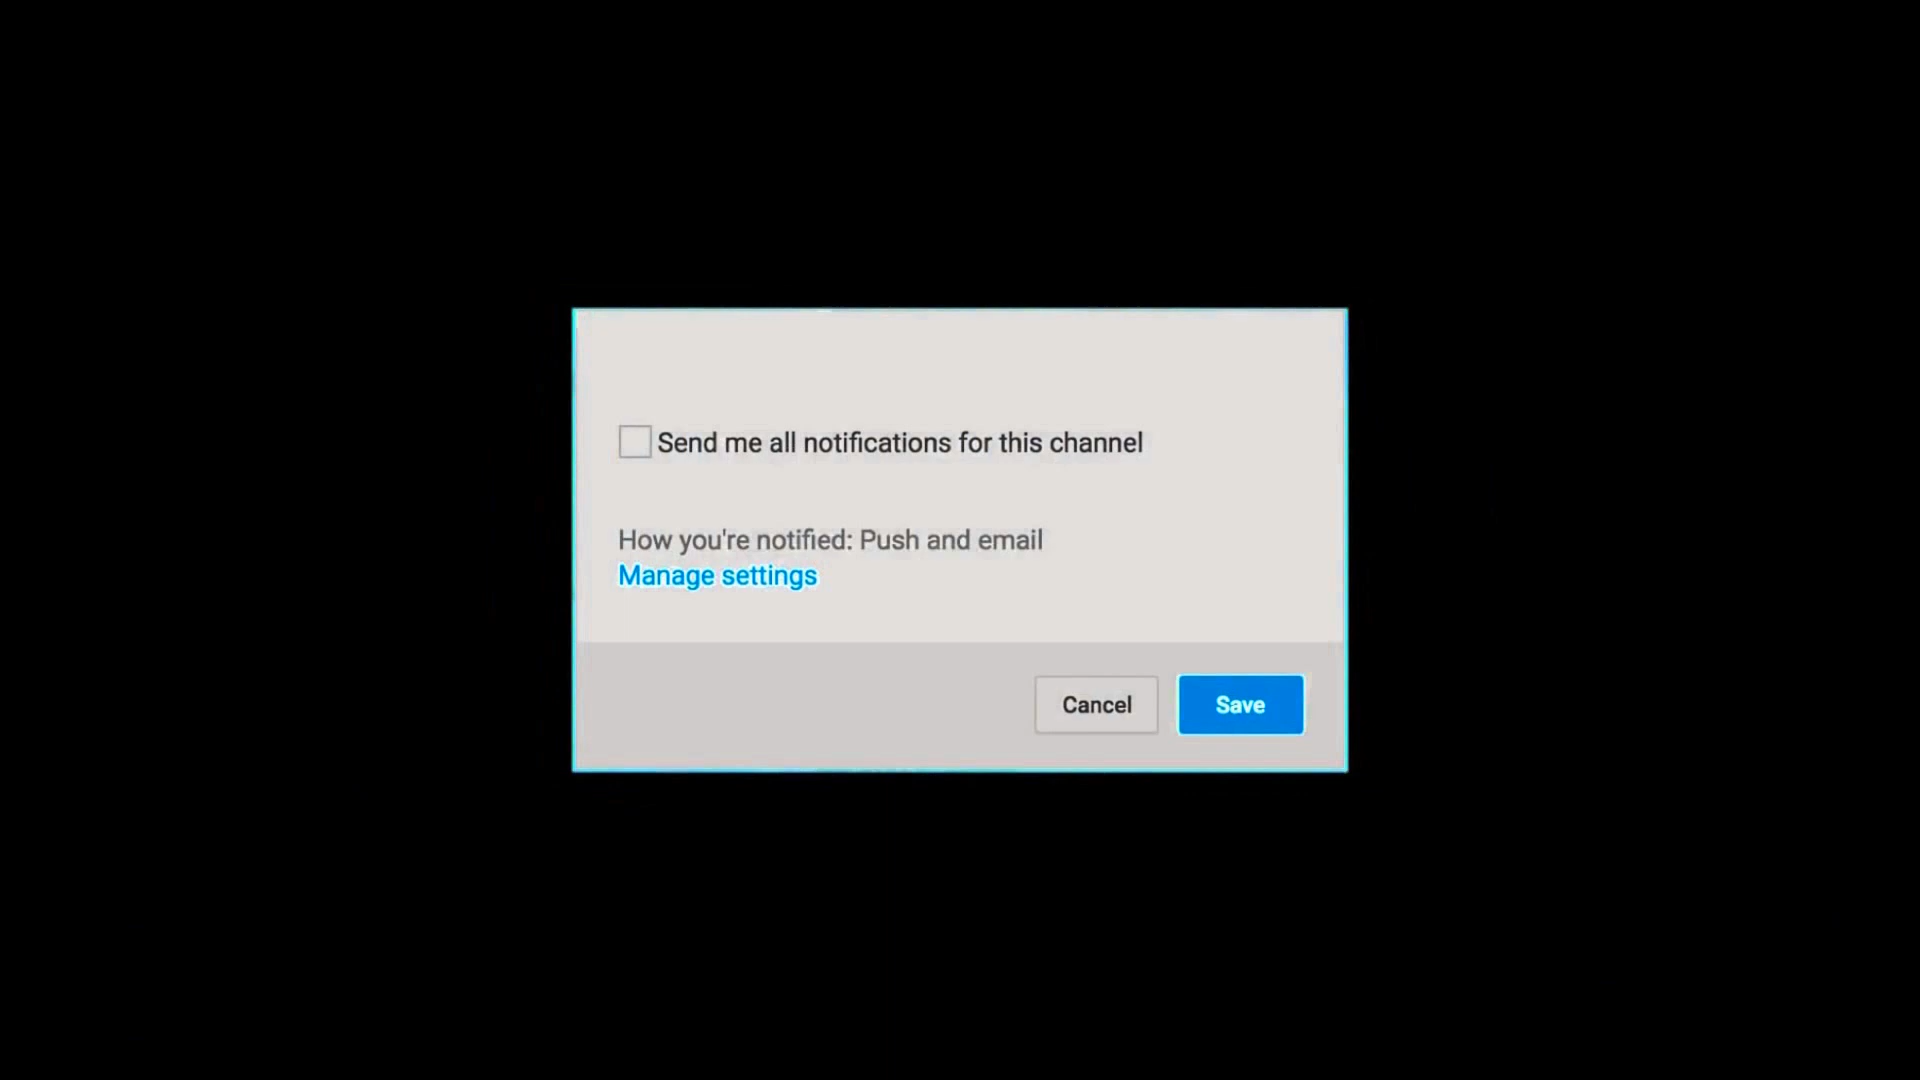 Send me all notifications for this channel
How you're notified: Push and email
Manage settings
Cancel
Save